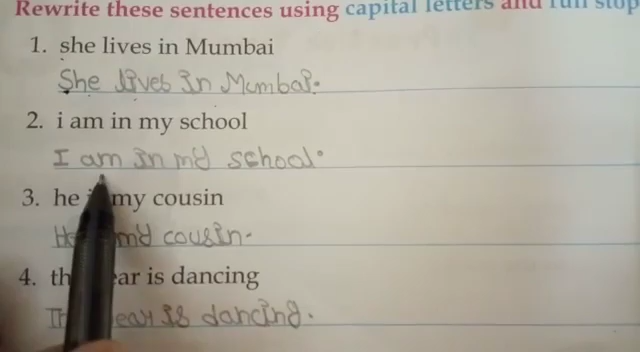 Rewrite these sentences using capital letters and full stop
1. she lives in Mumbai
She lives in Mumbai.
2. i am in my school
I am in my school.
3. he my cousin
my cousin.
4. is dancing
is dancing.